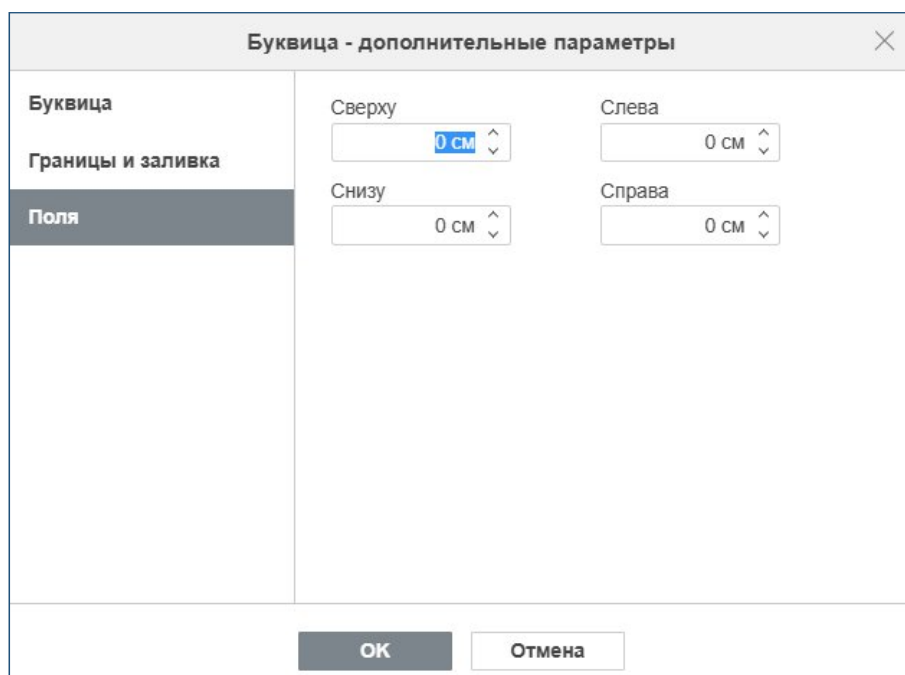 Буквица - дополнительные параметры
Буквица
Границы и заливка
Поля
Сверху
Слева
0 см
0 см
Снизу
Справа
0 см
0 см
OK
Отмена